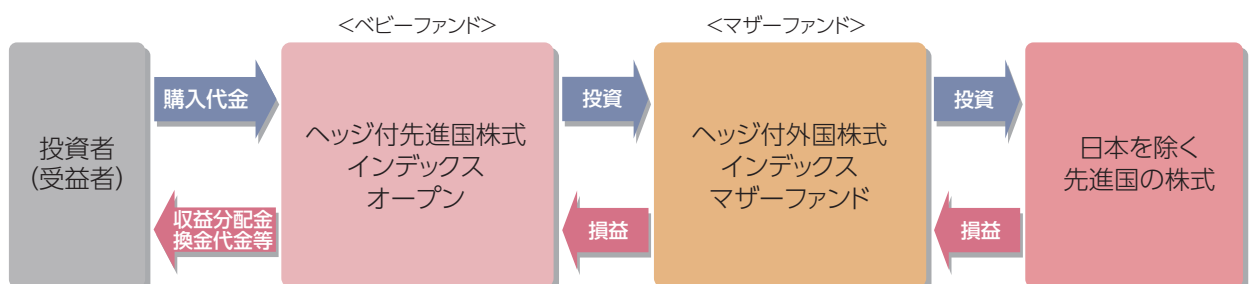 <ベビーファンド>
<マザーファンド>
投資者
(受益者)
購入代金
収益分配金
換金代金等
ヘッジ付先進国株式
インデックス
オープン
投資
損益
ヘッジ付外国株式
インデックス
マザーファンド
投資
損益
日本を除く
先進国の株式